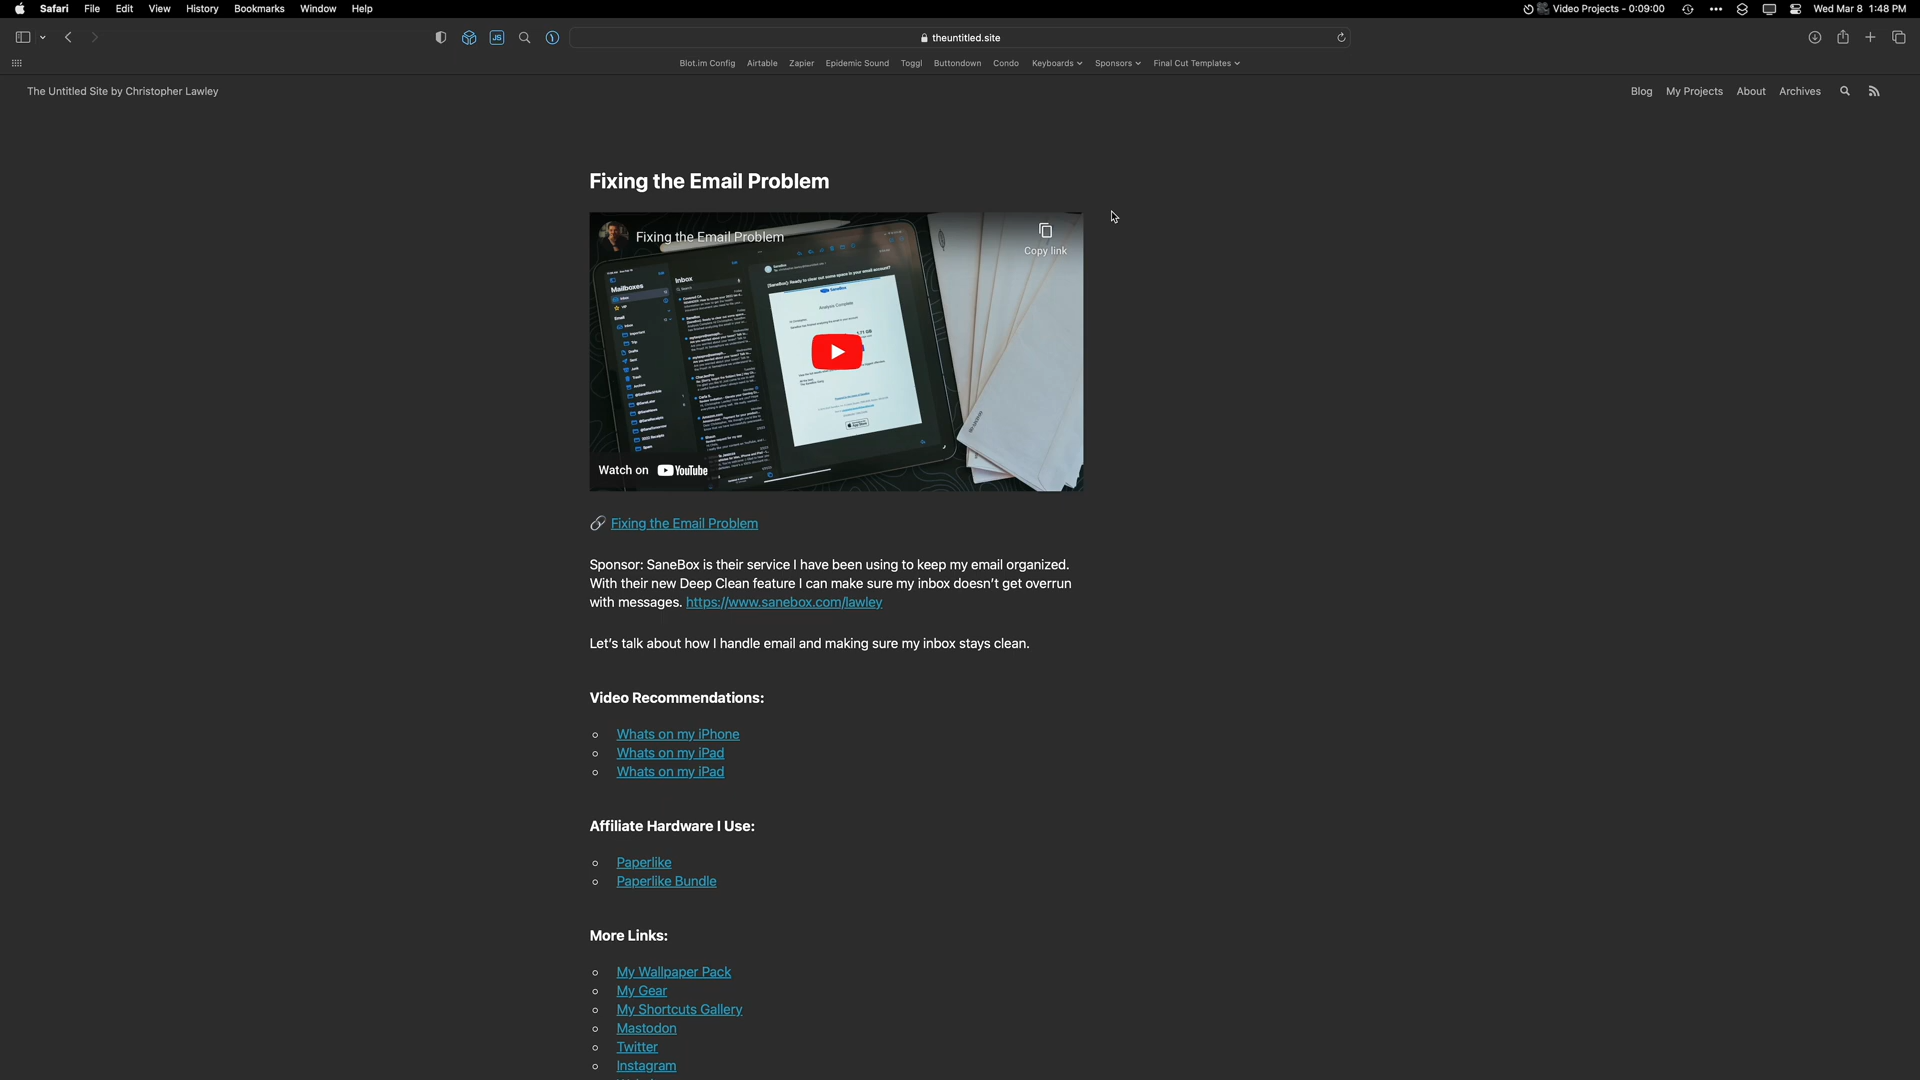 Safari File Edit View History Bookmarks Window Help
Video Projects - 0:09:00
Wed Mar 8 1:48 PM
JS
theuntitled.site
Blot.im Config Airtable Zapier Epidemic Sound Toggl Buttondown Condo Keyboards Sponsors Final Cut Templates
The Untitled Site by Christopher Lawley
Blog My Projects About Archives
Fixing the Email Problem
Fixing the Email Problem
Copy link
Mailboxes
Inbox
SaneBox
Analysis Complete
Watch on YouTube
Fixing the Email Problem
Sponsor: SaneBox is their service I have been using to keep my email organized.
With their new Deep Clean feature I can make sure my inbox doesn't get overrun
with messages. https://www.sanebox.com/lawley
Let's talk about how I handle email and making sure my inbox stays clean.
Video Recommendations:
Whats on my iPhone
Whats on my iPad
Whats on my iPad
Affiliate Hardware I Use:
Paperlike
Paperlike Bundle
More Links:
My Wallpaper Pack
My Gear
My Shortcuts Gallery
Mastodon
Twitter
Instagram